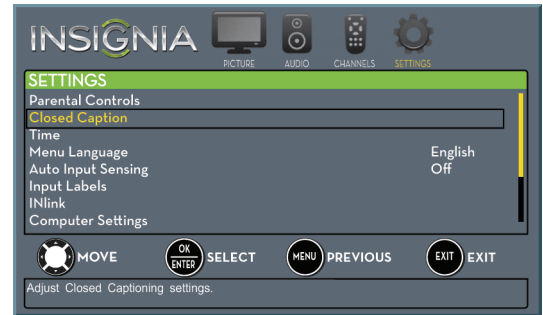 INSIGNIA
PICTURE AUDIO CHANNELS SETTINGS
SETTINGS
Parental Controls
Closed Caption
Time
Menu Language English
Auto Input Sensing Off
Input Labels
INlink
Computer Settings
MOVE OK ENTER SELECT MENU PREVIOUS EXIT EXIT
Adjust Closed Captioning settings.